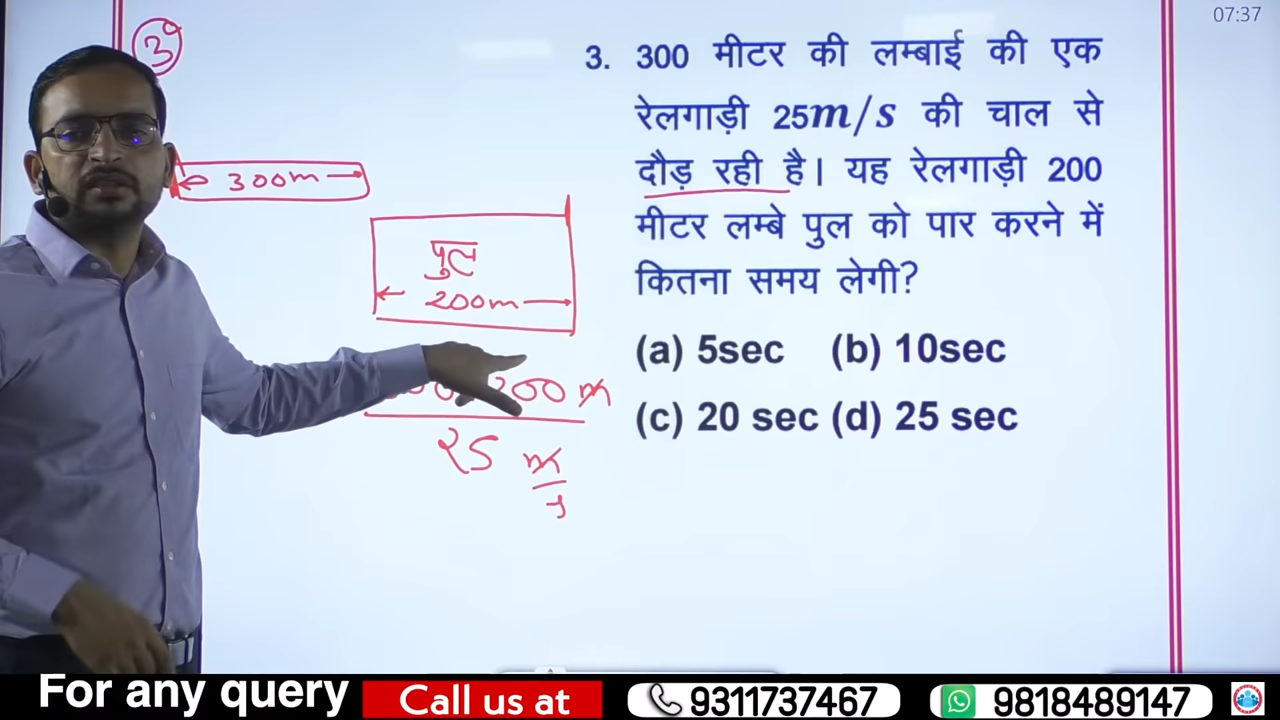 07:37
3
3. 300 मीटर की लम्बाई की एक
रेलगाड़ी 25m/s की चाल से
दौड़ रही है। यह रेलगाड़ी 200
मीटर लम्बे पुल को पार करने में
कितना समय लेगी?
(a) 5sec (b) 10sec
(c) 20 sec (d) 25 sec
300m
पुल
200m
200 m
25 m
s
For any query
Call us at
9311737467
9818489147